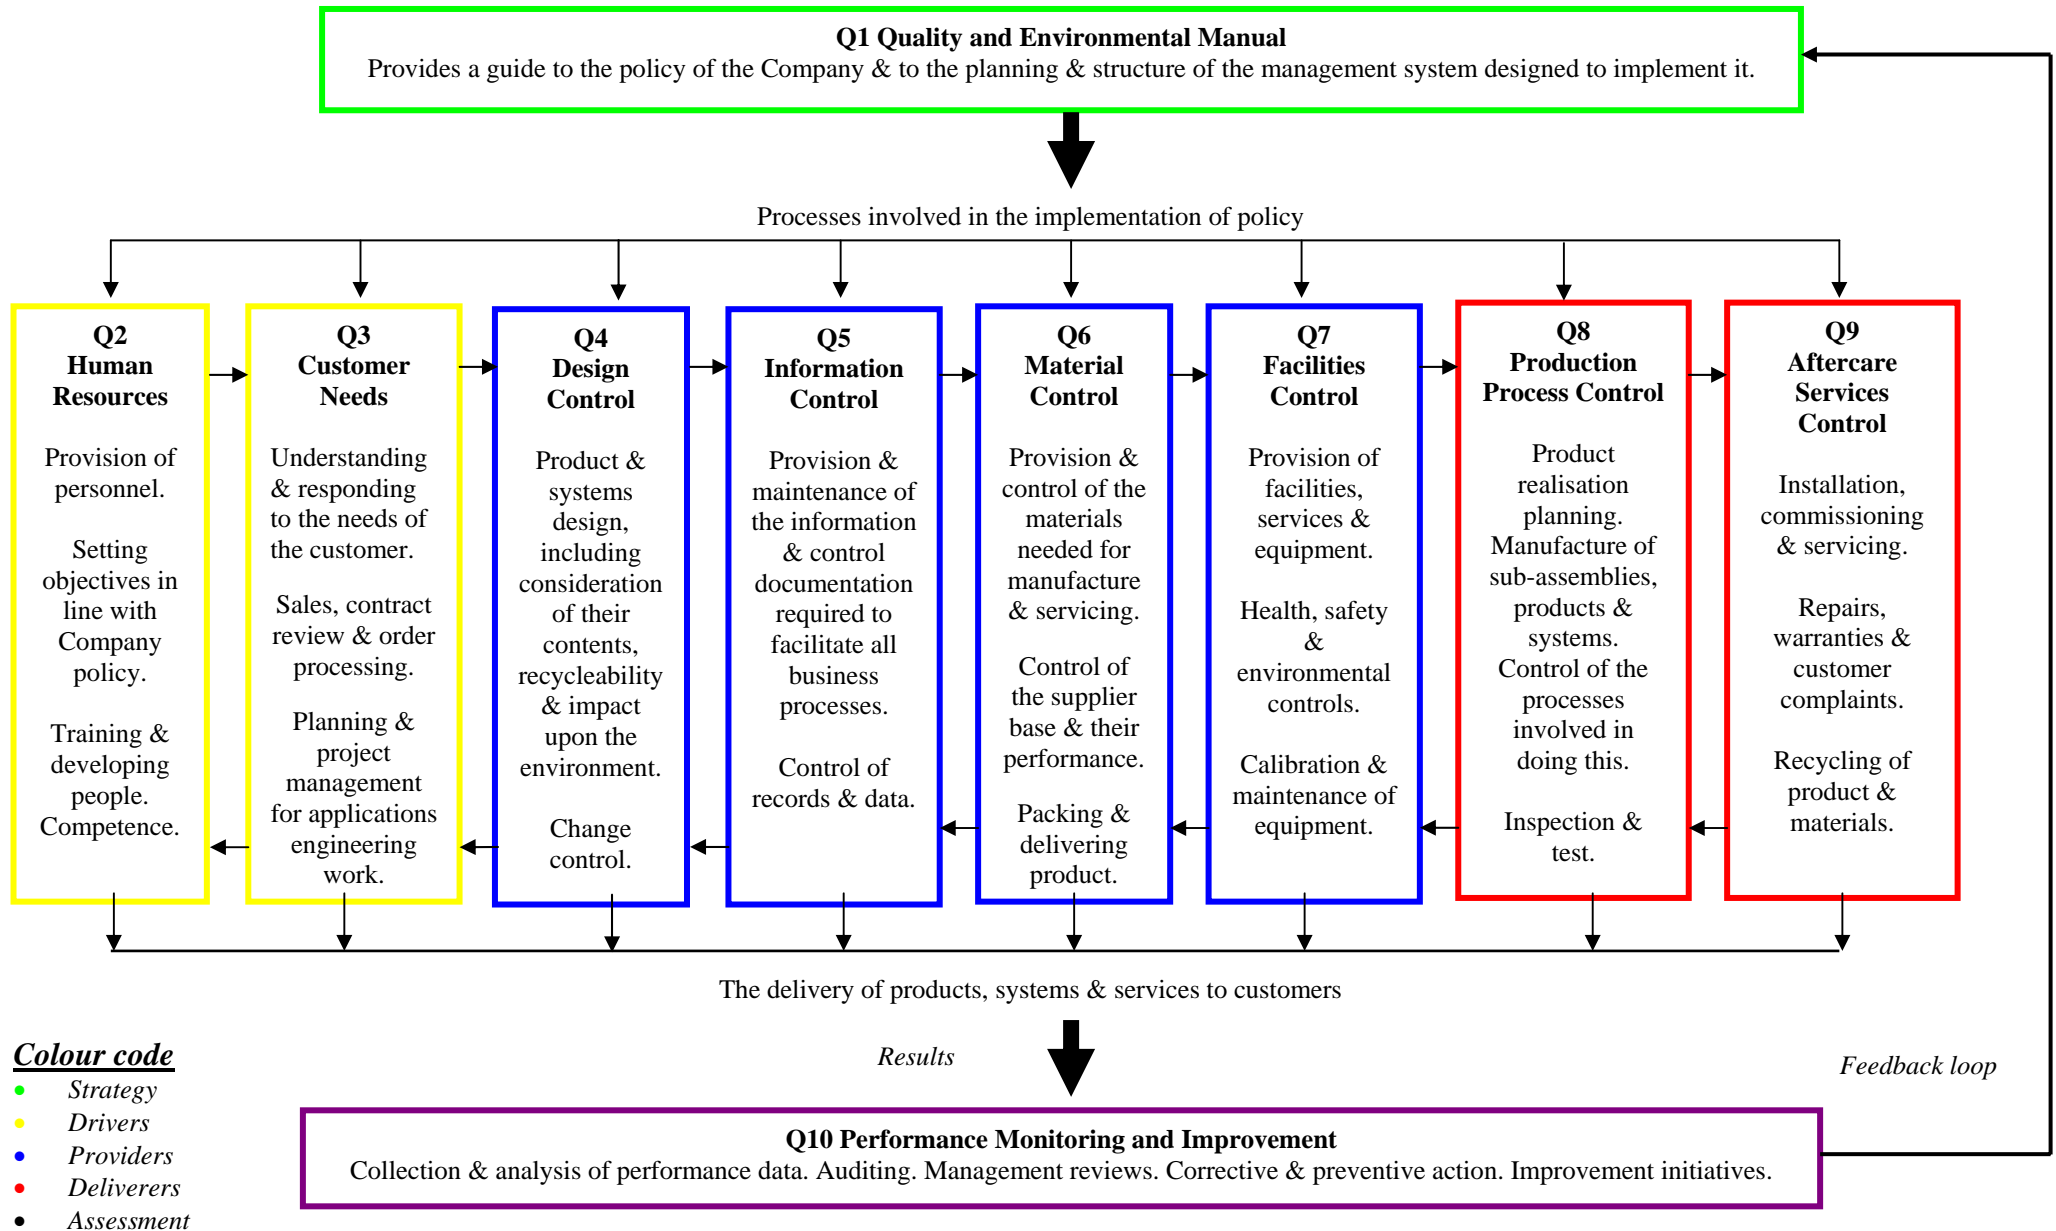 Q1 Quality and Environmental Manual
Provides a guide to the policy of the Company & to the planning & structure of the management system designed to implement it.
Processes involved in the implementation of policy
Q2
Human
Resources
Provision of
personnel.
Setting
objectives in
line with
Company
policy.
Training &
developing
people.
Competence.
Q3
Customer
Needs
Understanding
& responding
to the needs of
the customer.
Sales, contract
review & order
processing.
Planning &
project
management
for applications
engineering
work.
Q4
Design
Control
Product &
systems
design,
including
consideration
of their
contents,
recycleability
& impact
upon the
environment.
Change
control.
Q5
Information
Control
Provision &
maintenance of
the information
& control
documentation
required to
facilitate all
business
processes.
Control of
records & data.
Q6
Material
Control
Provision &
control of the
materials
needed for
manufacture
& servicing.
Control of
the supplier
base & their
performance.
Packing &
delivering
product.
Q7
Facilities
Control
Provision of
facilities,
services &
equipment.
Health, safety
&
environmental
controls.
Calibration &
maintenance of
equipment.
Q8
Production
Process Control
Product
realisation
planning.
Manufacture of
sub-assemblies,
products &
systems.
Control of the
processes
involved in
doing this.
Inspection &
test.
Q9
Aftercare
Services
Control
Installation,
commissioning
& servicing.
Repairs,
warranties &
customer
complaints.
Recycling of
product &
materials.
The delivery of products, systems & services to customers
Results
Feedback loop
Colour code
• Strategy
• Drivers
• Providers
• Deliverers
• Assessment
Q10 Performance Monitoring and Improvement
Collection & analysis of performance data. Auditing. Management reviews. Corrective & preventive action. Improvement initiatives.